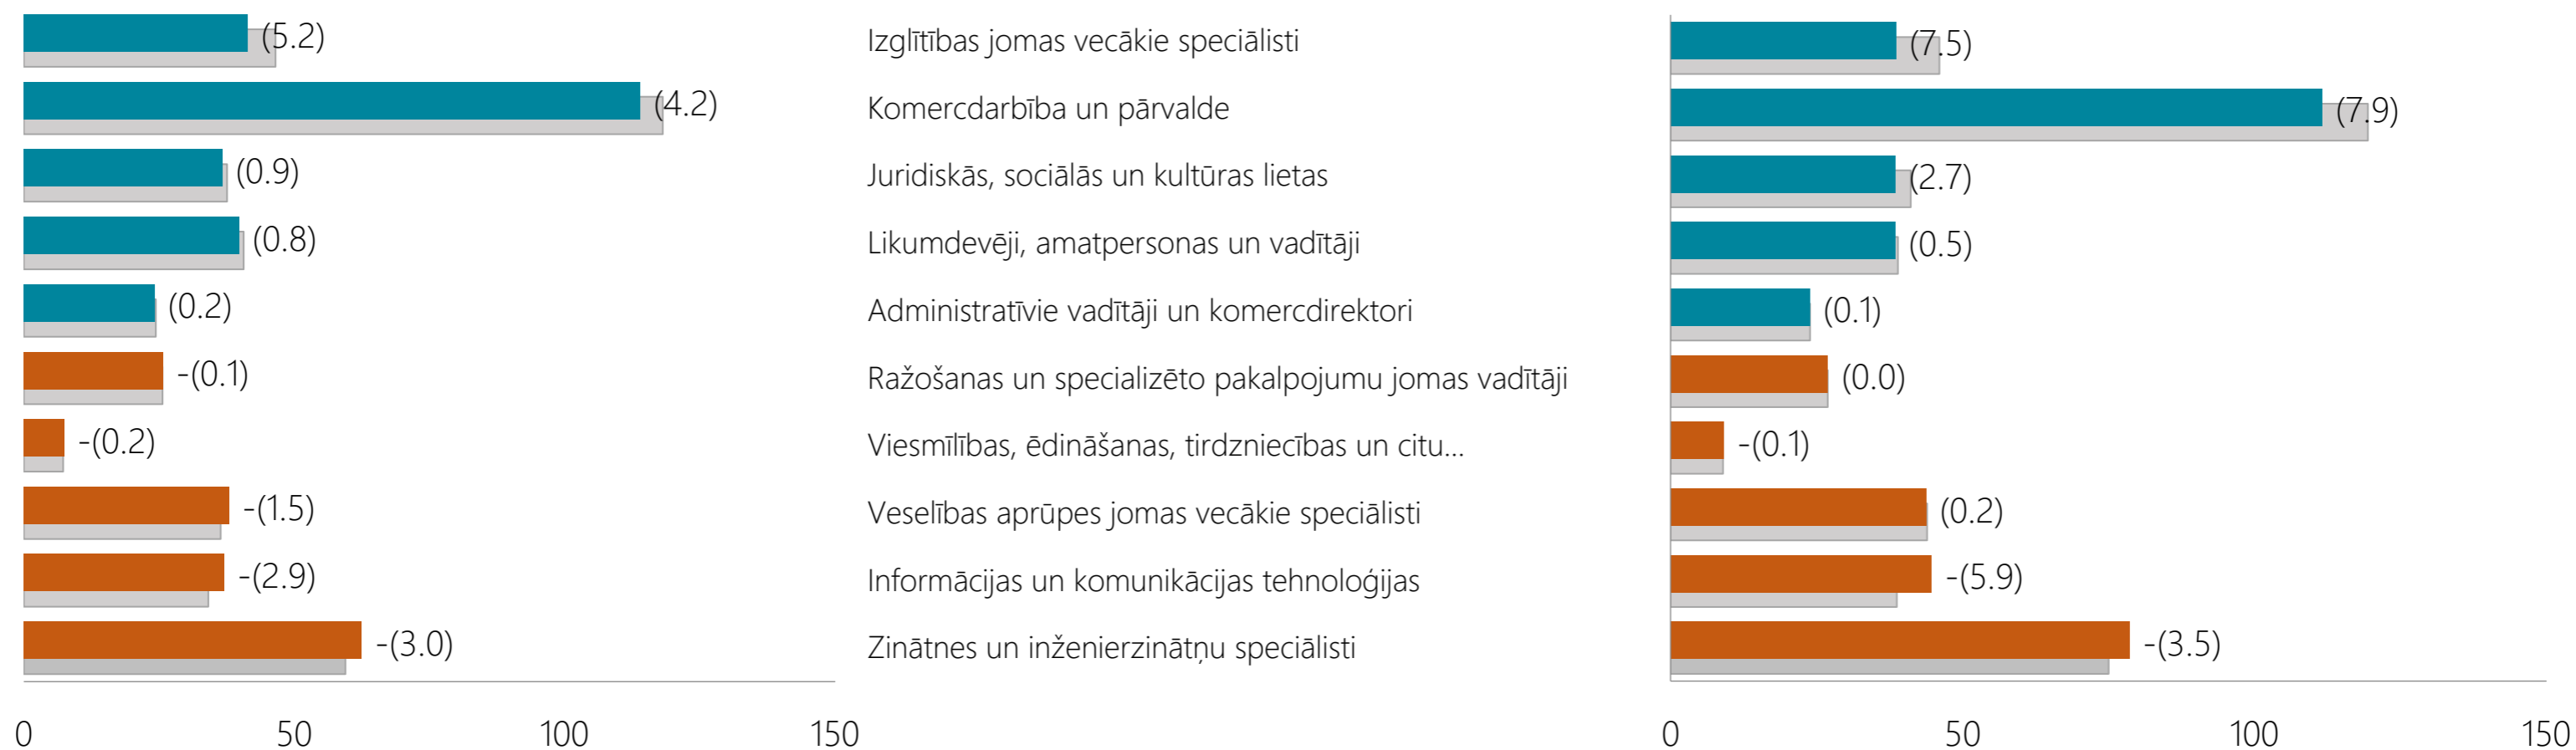 (5.2) Izglītības jomas vecākie speciālisti (7.5)
(4.2) Komercdarbība un pārvalde (7.9)
(0.9) Juridiskās, sociālās un kultūras lietas (2.7)
(0.8) Likumdevēji, amatpersonas un vadītāji (0.5)
(0.2) Administratīvie vadītāji un komercdirektori (0.1)
-(0.1) Ražošanas un specializēto pakalpojumu jomas vadītāji (0.0)
-(0.2) Viesmīlības, ēdināšanas, tirdzniecības un citu... -(0.1)
-(1.5) Veselības aprūpes jomas vecākie speciālisti (0.2)
-(2.9) Informācijas un komunikācijas tehnoloģijas -(5.9)
-(3.0) Zinātnes un inženierzinātņu speciālisti -(3.5)
0 50 100 150 0 50 100 150